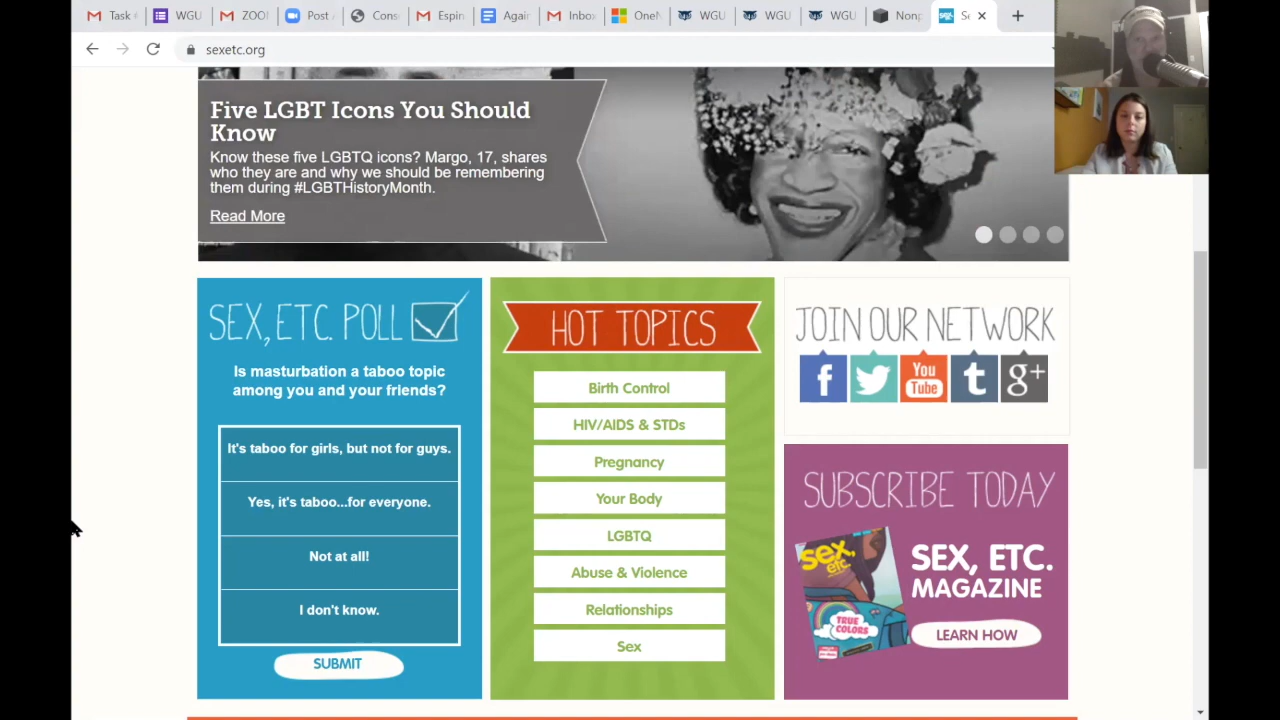 Task
WGU
ZOO
Post
Cons
Espin
Agai
Inbox
OneN
WGU
WGU
WGU
Nonp
Se
sexetc.org
Five LGBT Icons You Should
Know
Know these five LGBTQ icons? Margo, 17, shares
who they are and why we should be remembering
them during #LGBTHistoryMonth.
Read More
SEX, ETC. POLL
Is masturbation a taboo topic
among you and your friends?
It's taboo for girls, but not for guys.
Yes, it's taboo...for everyone.
Not at all!
I don't know.
SUBMIT
HOT TOPICS
Birth Control
HIV/AIDS & STDs
Pregnancy
Your Body
LGBTQ
Abuse & Violence
Relationships
Sex
JOIN OUR NETWORK
f
You
Tube
t
g+
SUBSCRIBE TODAY
sex,
etc.
TRUE
COLORS
SEX, ETC.
MAGAZINE
LEARN HOW